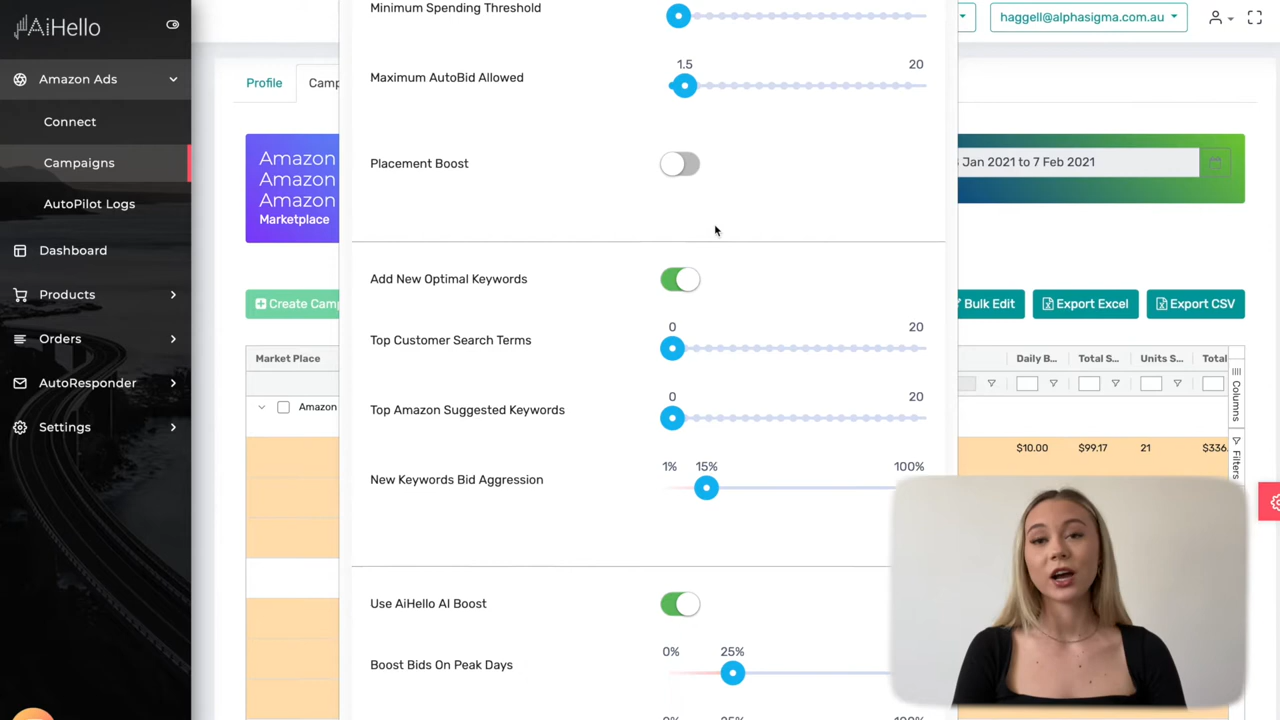 AiHello
Amazon Ads
Connect
Campaigns
AutoPilot Logs
Dashboard
Products
Orders
AutoResponder
Settings
haggell@alphasigma.com.au
Profile
Camp
Amazon
Amazon
Amazon
Marketplace
Jan 2021 to 7 Feb 2021
Create Camp
Bulk Edit
Export Excel
Export CSV
Market Place
Daily B...
Total S...
Units S...
Total
Amazon
$10.00
$99.17
21
$336.
Columns
Filters
Minimum Spending Threshold
Maximum AutoBid Allowed
1.5
20
Placement Boost
Add New Optimal Keywords
Top Customer Search Terms
0
20
Top Amazon Suggested Keywords
0
20
New Keywords Bid Aggression
1%
15%
100%
Use AiHello AI Boost
Boost Bids On Peak Days
0%
25%